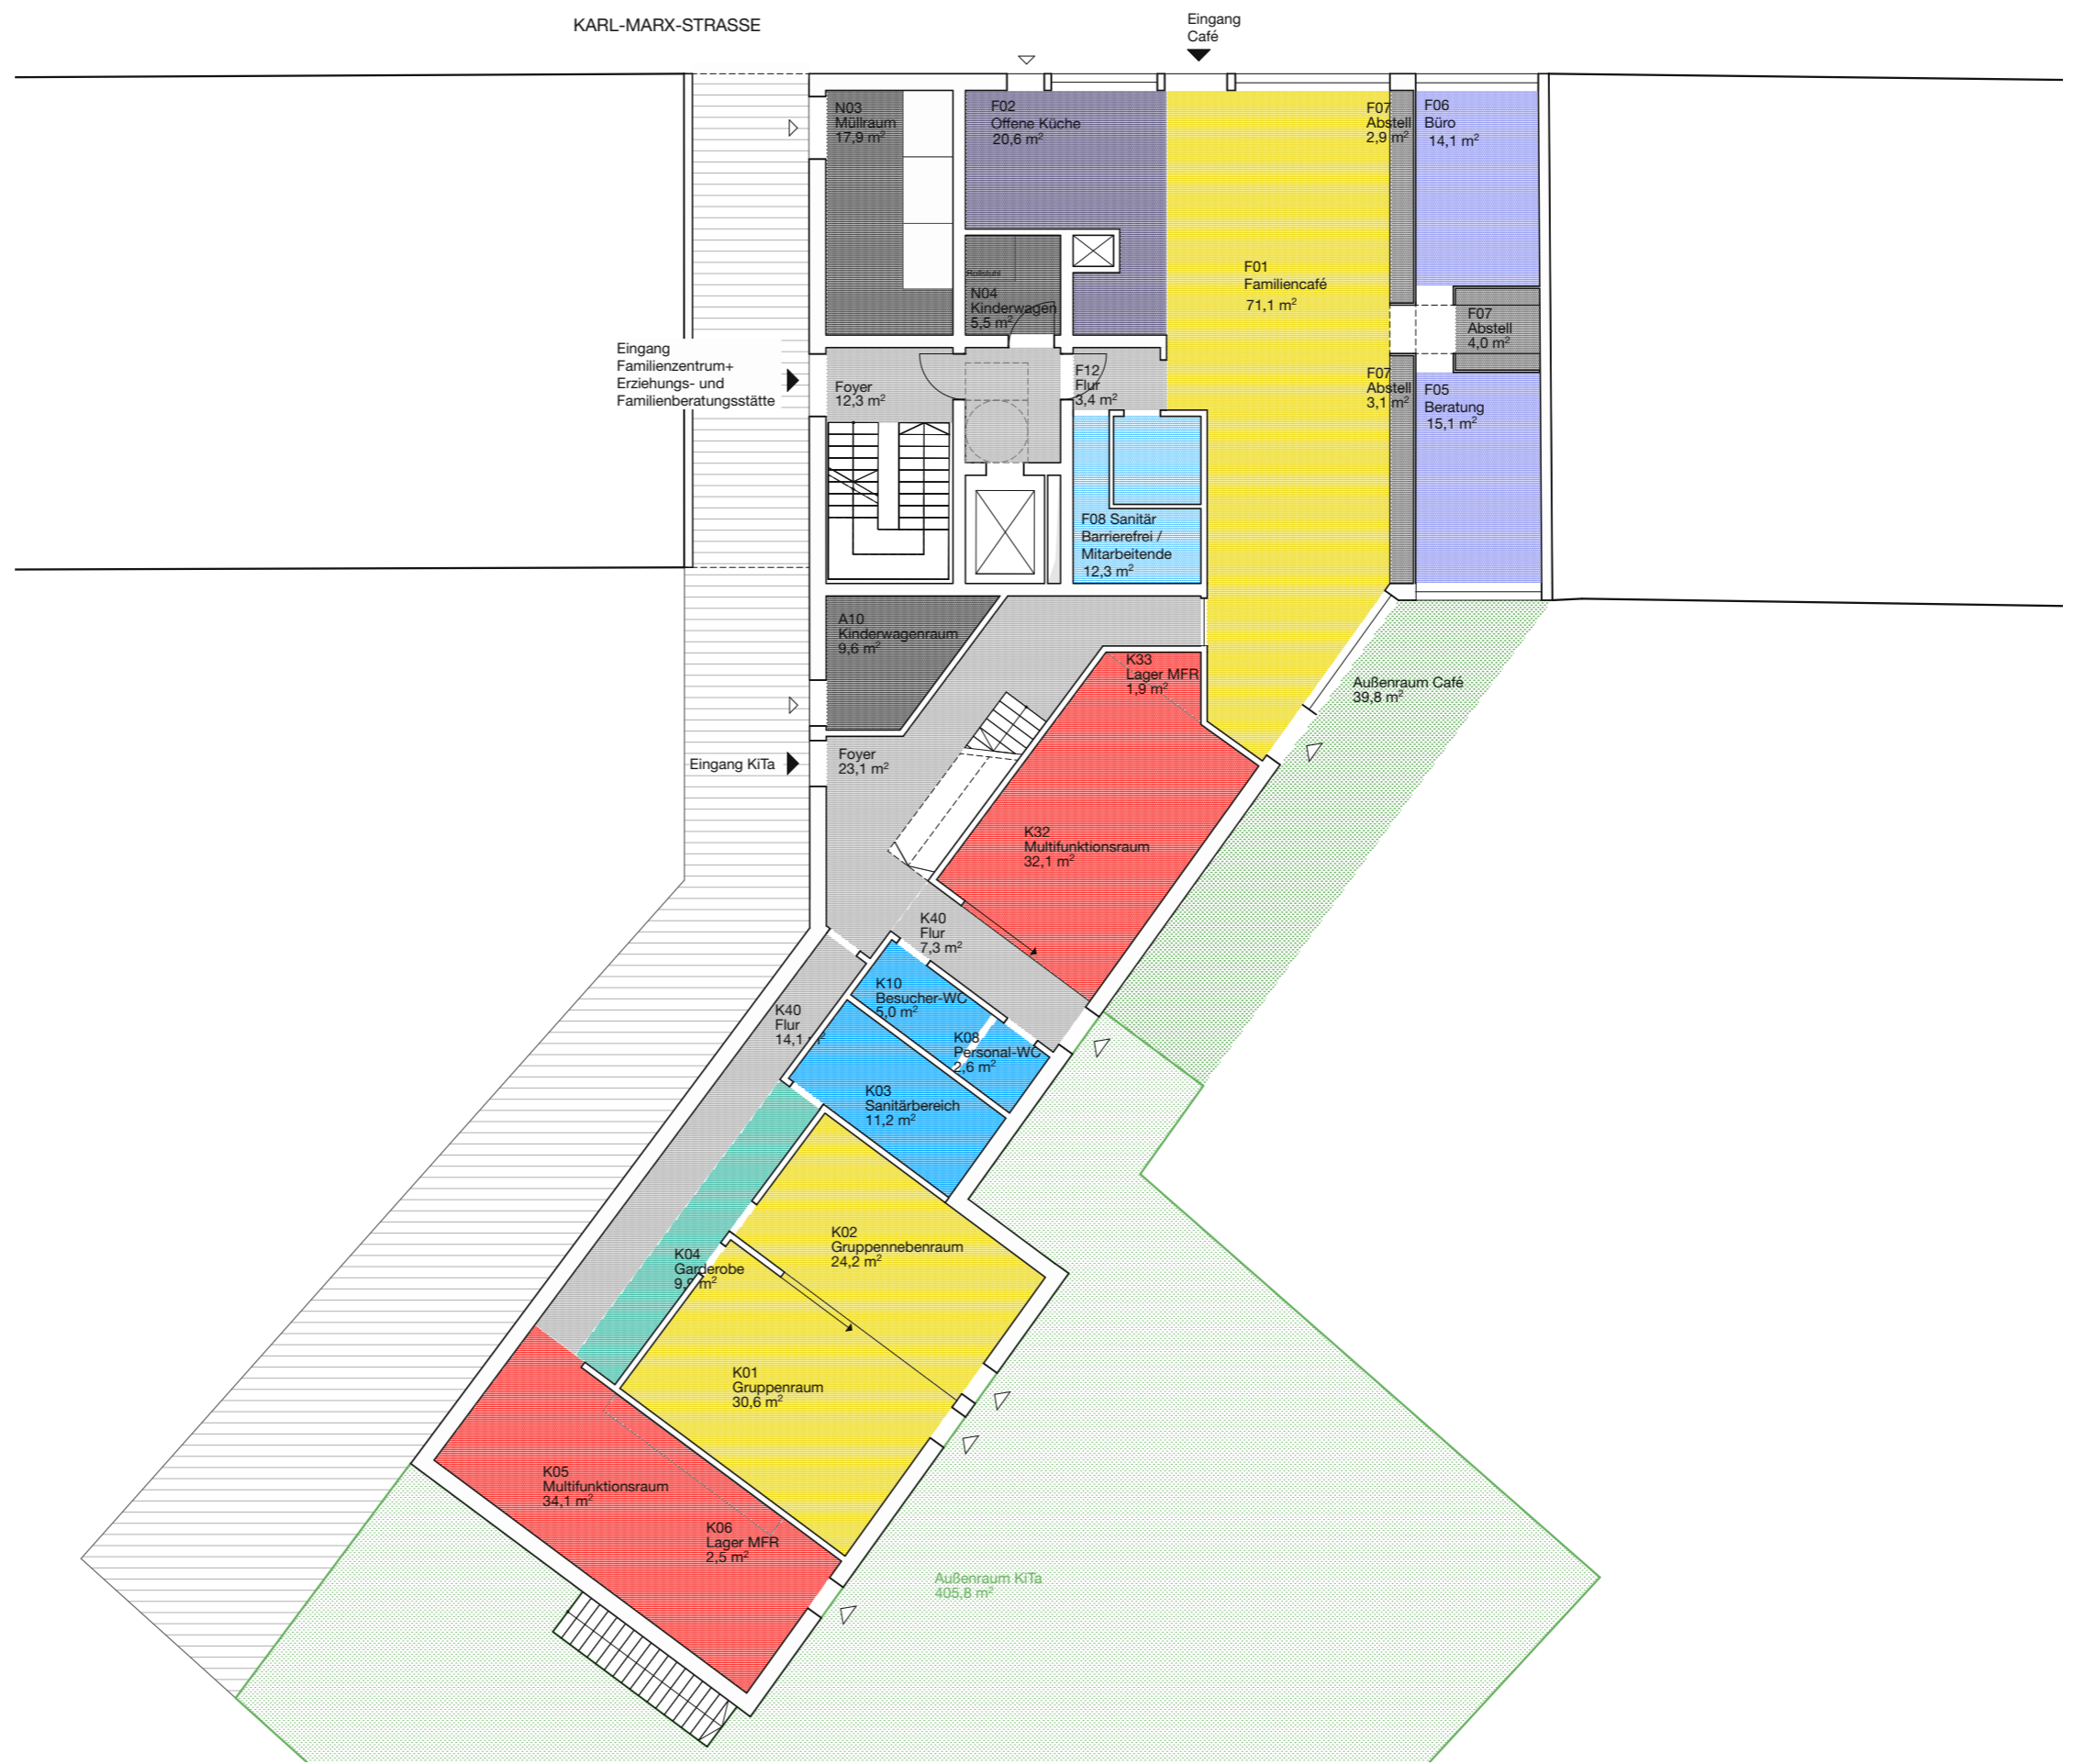 KARL-MARX-STRASSE
Eingang
Café
N03
Müllraum
17,9 m²
F02
Offene Küche
20,6 m²
F07
Abstell
2,9 m²
F06
Büro
14,1 m²
Rollstuhl
N04
Kinderwagen
5,5 m²
F01
Familiencafé
71,1 m²
F07
Abstell
4,0 m²
Eingang
Familienzentrum+
Erziehungs- und
Familienberatungsstätte
Foyer
12,3 m²
F12
Flur
3,4 m²
F07
Abstell
3,1 m²
F05
Beratung
15,1 m²
F08 Sanitär
Barrierefrei /
Mitarbeitende
12,3 m²
A10
Kinderwagenraum
9,6 m²
K33
Lager MFR
1,9 m²
Außenraum Café
39,8 m²
Eingang KiTa
Foyer
23,1 m²
K32
Multifunktionsraum
32,1 m²
K40
Flur
7,3 m²
K10
Besucher-WC
5,0 m²
K40
Flur
14,1 m²
K08
Personal-WC
2,6 m²
K03
Sanitärbereich
11,2 m²
K02
Gruppennebenraum
24,2 m²
K04
Garderobe
9,9 m²
K01
Gruppenraum
30,6 m²
K05
Multifunktionsraum
34,1 m²
K06
Lager MFR
2,5 m²
Außenraum KiTa
405,8 m²